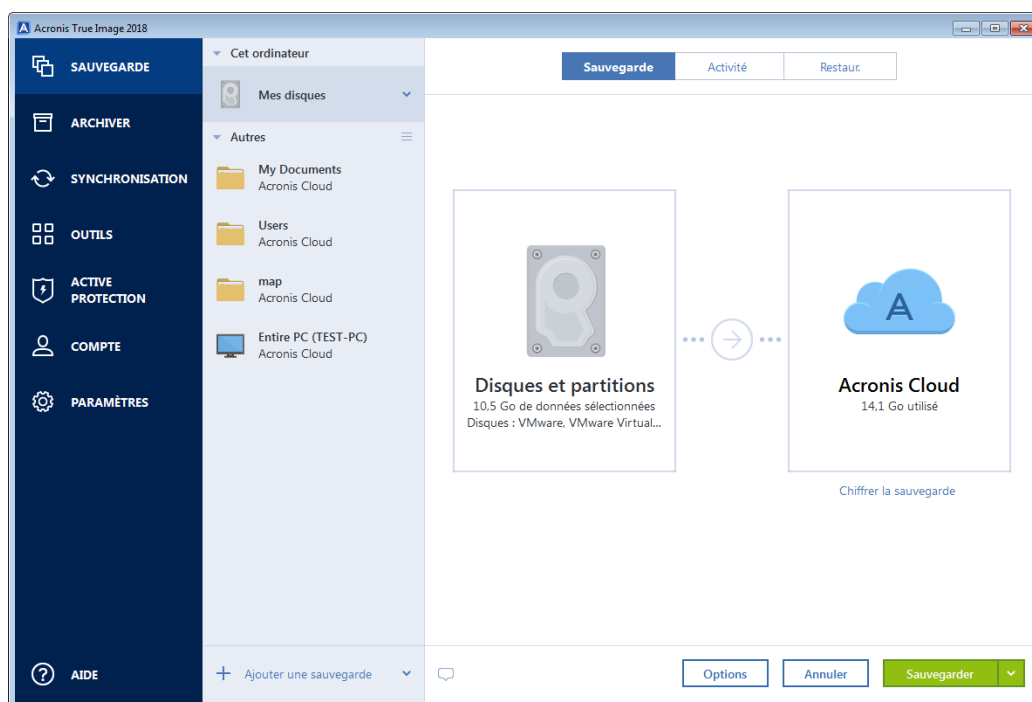 Acronis True Image 2018
SAUVEGARDE
ARCHIVER
SYNCHRONISATION
OUTILS
ACTIVE
PROTECTION
COMPTE
PARAMÈTRES
AIDE
Cet ordinateur
Mes disques
Autres
My Documents
Acronis Cloud
Users
Acronis Cloud
map
Acronis Cloud
Entire PC (TEST-PC)
Acronis Cloud
Ajouter une sauvegarde
Sauvegarde
Activité
Restaur.
Disques et partitions
10,5 Go de données sélectionnées
Disques : VMware, VMware Virtual...
Acronis Cloud
14,1 Go utilisé
Chiffrer la sauvegarde
Options
Annuler
Sauvegarder